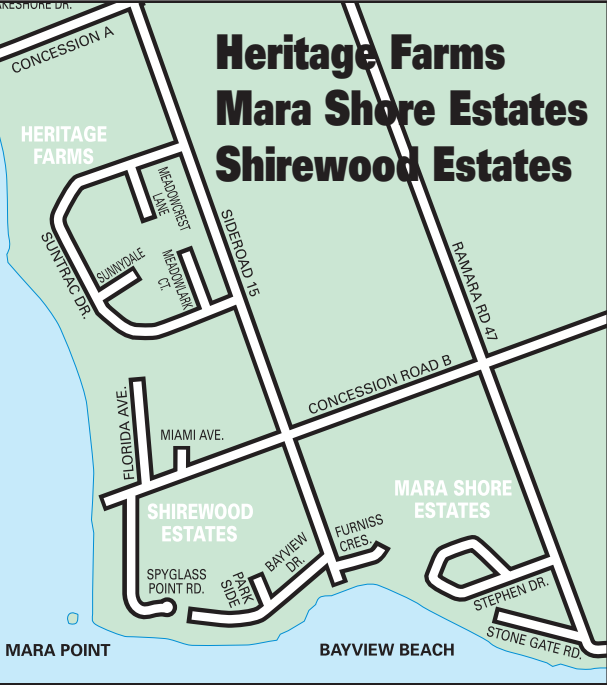 AKESHORE DR.
CONCESSION A
Heritage Farms
Mara Shore Estates
Shirewood Estates
HERITAGE
FARMS
MEADOWCREST
LANE
SIDEROAD 15
SUNTRAC DR.
SUNNYDALE
MEADOWLARK
CT.
RAMARA RD 47
CONCESSION ROAD B
FLORIDA AVE.
MIAMI AVE.
MARA SHORE
ESTATES
SHIREWOOD
ESTATES
FURNISS
CRES.
BAYVIEW
DR.
PARK
SIDE
SPYGLASS
POINT RD.
STEPHEN DR.
STONE GATE RD.
MARA POINT
BAYVIEW BEACH